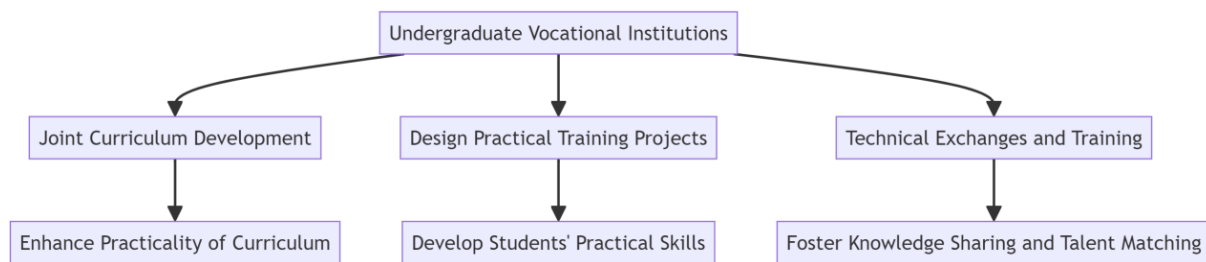 Undergraduate Vocational Institutions
Joint Curriculum Development
Design Practical Training Projects
Technical Exchanges and Training
Enhance Practicality of Curriculum
Develop Students' Practical Skills
Foster Knowledge Sharing and Talent Matching